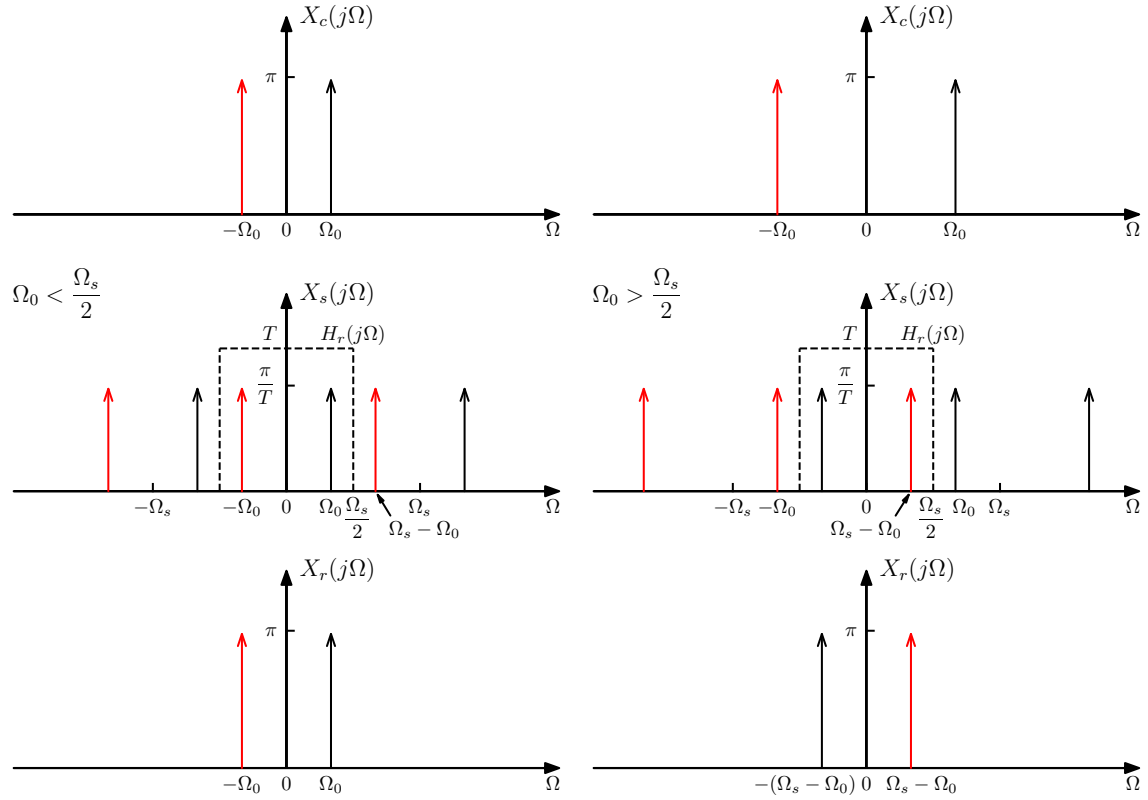 X_c(jΩ)
π
−Ω_0 0 Ω_0 Ω
X_c(jΩ)
π
−Ω_0 0 Ω_0 Ω
Ω_0 < Ω_s/2
X_s(jΩ)
T H_r(jΩ)
π/T
−Ω_s −Ω_0 0 Ω_0 Ω_s/2 Ω_s Ω
Ω_s − Ω_0
Ω_0 > Ω_s/2
X_s(jΩ)
T H_r(jΩ)
π/T
−Ω_s −Ω_0 0 Ω_s/2 Ω_0 Ω_s Ω
Ω_s − Ω_0
X_r(jΩ)
π
−Ω_0 0 Ω_0 Ω
X_r(jΩ)
π
−(Ω_s − Ω_0) 0 Ω_s − Ω_0 Ω